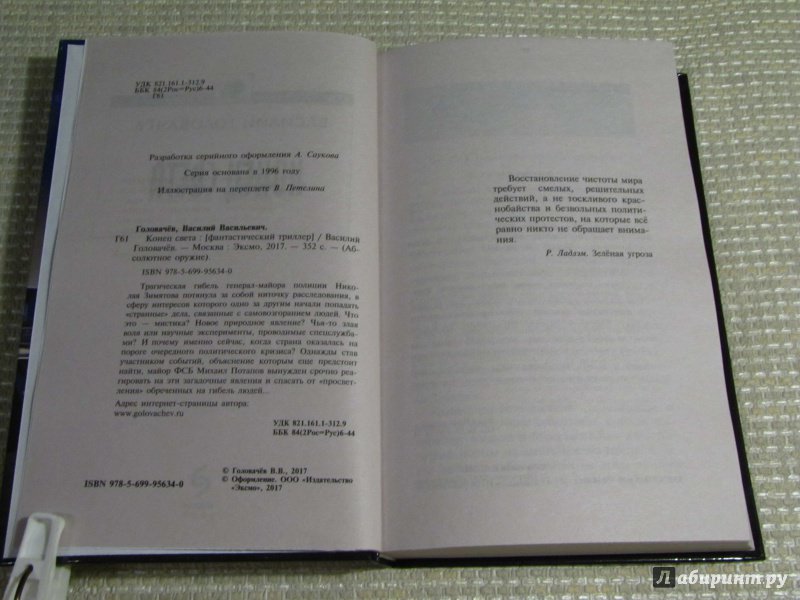 УДК 821.161.1-312.9
ББК 84(2Рос=Рус)6-44
Г61
Разработка серийного оформления А. Саукова
Серия основана в 1996 году
Иллюстрация на переплете В. Петелина
Головачёв, Василий Васильевич.
Г61 Конец света : [фантастический триллер] / Василий
Головачёв. — Москва : Эксмо, 2017. — 352 с. — (Аб-
солютное оружие).
ISBN 978-5-699-95634-0
Трагическая гибель генерал-майора полиции Нико-
лая Зимятова потянула за собой ниточку расследования, в
сферу интересов которого одно за другим начали попадать
«странные» дела, связанные с самовозгоранием людей. Что
это — мистика? Новое природное явление? Чья-то злая
воля или научные эксперименты, проводимые спецслужба-
ми? И почему именно сейчас, когда страна оказалась на
пороге очередного политического кризиса? Однажды став
участником событий, объяснение которым еще предстоит
найти, майор ФСБ Михаил Потапов вынужден срочно реа-
гировать на эти загадочные явления и спасать от «просвет-
ления» обреченных на гибель людей...
Адрес интернет-страницы автора:
www.golovachev.ru
УДК 821.161.1-312.9
ББК 84(2Рос=Рус)6-44
© Головачёв В.В., 2017
© Оформление. ООО «Издательство
«Эксмо», 2017
ISBN 978-5-699-95634-0
Восстановление чистоты мира
требует смелых, решительных
действий, а не тоскливого крас-
нобайства и безвольных полити-
ческих протестов, на которые всё
равно никто не обращает внима-
ния.
Р. Ладлэм. Зелёная угроза
Лабиринт.ру